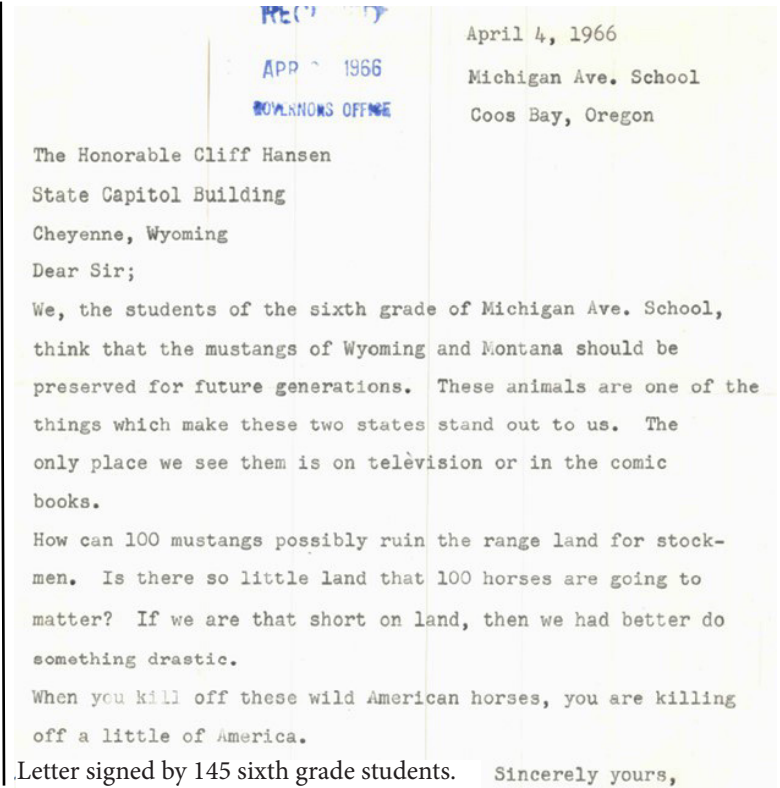 April 4, 1966
APR 1966
Michigan Ave. School
GOVERNORS OFFICE
Coos Bay, Oregon
The Honorable Cliff Hansen
State Capitol Building
Cheyenne, Wyoming
Dear Sir;
We, the students of the sixth grade of Michigan Ave. School,
think that the mustangs of Wyoming and Montana should be
preserved for future generations. These animals are one of the
things which make these two states stand out to us. The
only place we see them is on television or in the comic
books.
How can 100 mustangs possibly ruin the range land for stock-
men. Is there so little land that 100 horses are going to
matter? If we are that short on land, then we had better do
something drastic.
When you kill off these wild American horses, you are killing
off a little of America.
Letter signed by 145 sixth grade students.
Sincerely yours,